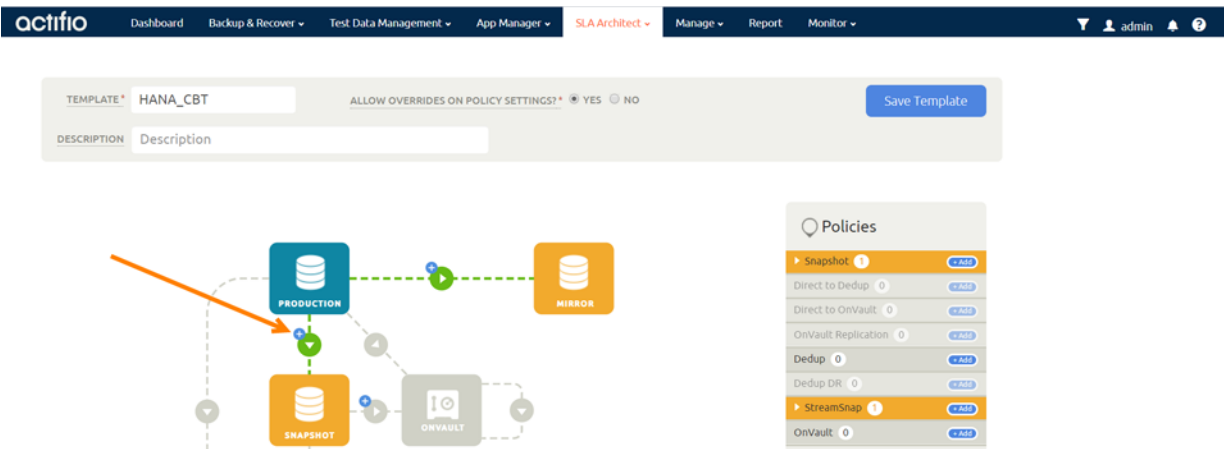 actifio Dashboard Backup & Recover Test Data Management App Manager SLA Architect Manage Report Monitor admin ?
TEMPLATE* HANA_CBT ALLOW OVERRIDES ON POLICY SETTINGS?* YES NO Save Template
DESCRIPTION Description
Policies
Snapshot 1 + Add
Direct to Dedup 0 + Add
Direct to OnVault 0 + Add
OnVault Replication 0 + Add
Dedup 0 + Add
Dedup DR 0 + Add
StreamSnap 1 + Add
OnVault 0 + Add
PRODUCTION MIRROR
SNAPSHOT ONVAULT